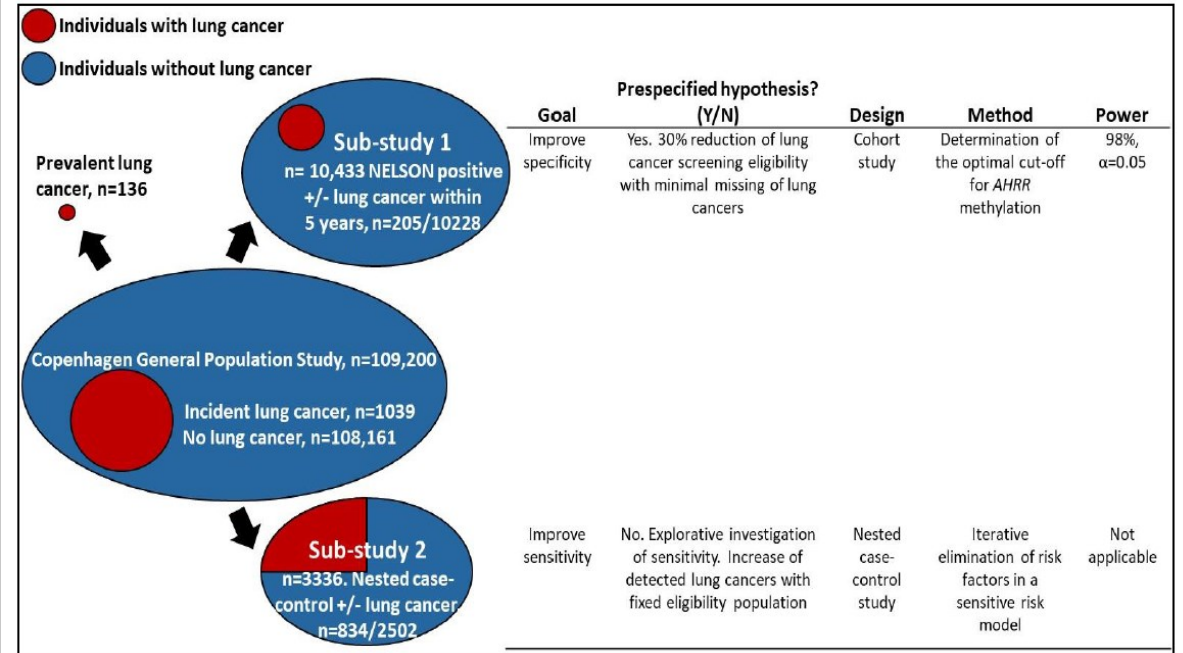 Individuals with lung cancer
Individuals without lung cancer
Prevalent lung
cancer, n=136
Sub-study 1
n= 10,433 NELSON positive
+/- lung cancer within
5 years, n=205/10228
Copenhagen General Population Study, n=109,200
Incident lung cancer, n=1039
No lung cancer, n=108,161
Sub-study 2
n=3336. Nested case-
control +/- lung cancer
n=834/2502
Goal
Prespecified hypothesis?
(Y/N)
Design
Method
Power
Improve
specificity
Yes. 30% reduction of lung
cancer screening eligibility
with minimal missing of lung
cancers
Cohort
study
Determination of
the optimal cut-off
for AHRR
methylation
98%,
α=0.05
Improve
sensitivity
No. Explorative investigation
of sensitivity. Increase of
detected lung cancers with
fixed eligibility population
Nested
case-
control
study
Iterative
elimination of risk
factors in a
sensitive risk
model
Not
applicable